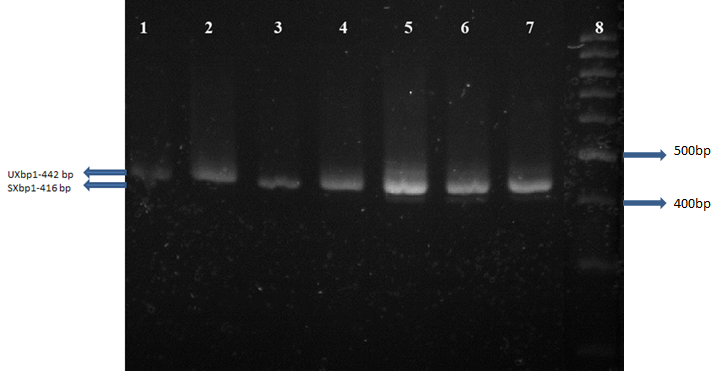 1 2 3 4 5 6 7 8
500bp
UXbp1-442 bp
SXbp1-416 bp
400bp